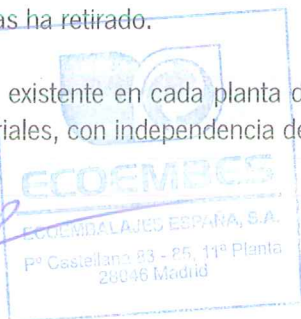 as ha retirado.
existente en cada planta d
riales, con independencia de
ECOEMBES
ECOEMBALAJES ESPAÑA, S.A.
Pº Castellana 83 - 85, 11º Planta
28046 Madrid